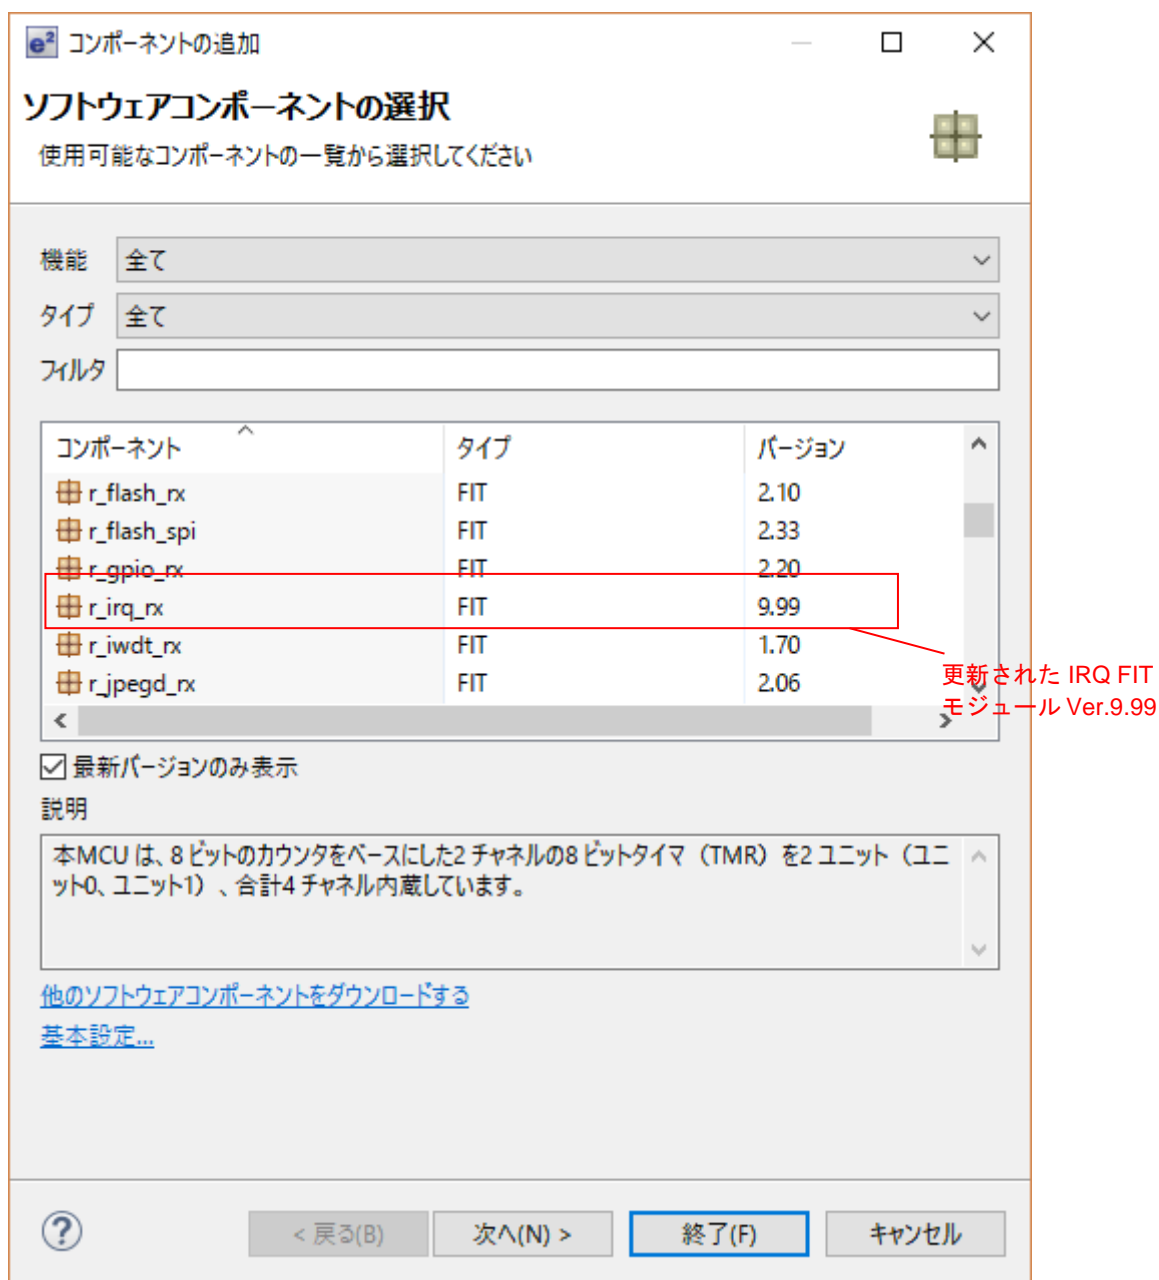 e² コンポーネントの追加
ソフトウェアコンポーネントの選択
使用可能なコンポーネントの一覧から選択してください
機能 全て
タイプ 全て
フィルタ
コンポーネント タイプ バージョン
r_flash_rx FIT 2.10
r_flash_spi FIT 2.33
r_gpio_rx FIT 2.20
r_irq_rx FIT 9.99
r_iwdt_rx FIT 1.70
r_jpegd_rx FIT 2.06
更新された IRQ FIT
モジュール Ver.9.99
最新バージョンのみ表示
説明
本MCU は、8 ビットのカウンタをベースにした2 チャネルの8 ビットタイマ（TMR）を2 ユニット（ユニ
ット0、ユニット1）、合計4 チャネル内蔵しています。
他のソフトウェアコンポーネントをダウンロードする
基本設定...
? < 戻る(B) 次へ(N) > 終了(F) キャンセル